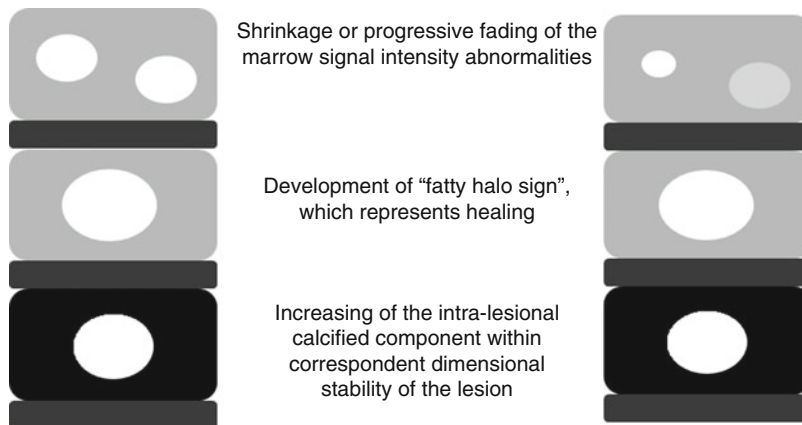 Shrinkage or progressive fading of the
marrow signal intensity abnormalities
Development of “fatty halo sign”,
which represents healing
Increasing of the intra-lesional
calcified component within
correspondent dimensional
stability of the lesion